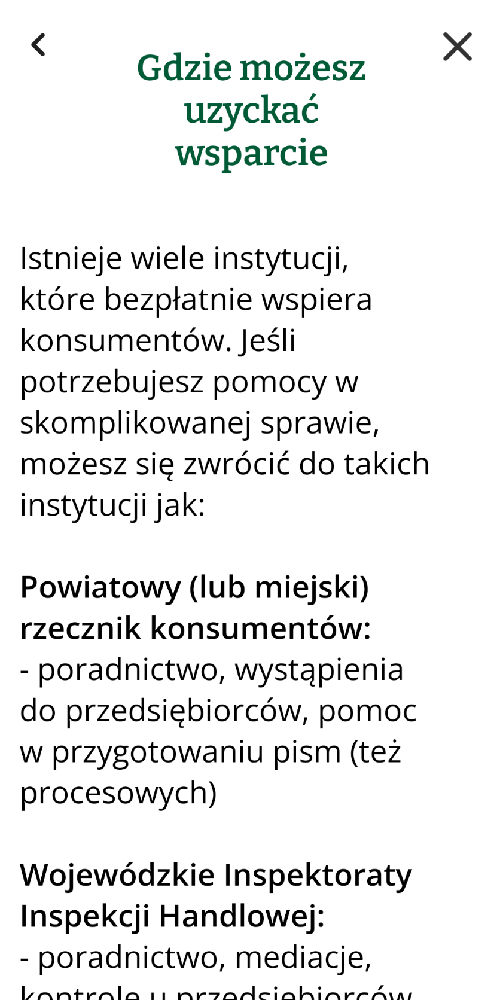 Gdzie możesz
uzyckać
wsparcie
Istnieje wiele instytucji,
które bezpłatnie wspiera
konsumentów. Jeśli
potrzebujesz pomocy w
skomplikowanej sprawie,
możesz się zwrócić do takich
instytucji jak:
Powiatowy (lub miejski)
rzecznik konsumentów:
- poradnictwo, wystąpienia
do przedsiębiorców, pomoc
w przygotowaniu pism (też
procesowych)
Wojewódzkie Inspektoraty
Inspekcji Handlowej:
- poradnictwo, mediacje,
kontrole u przedsiębiorców